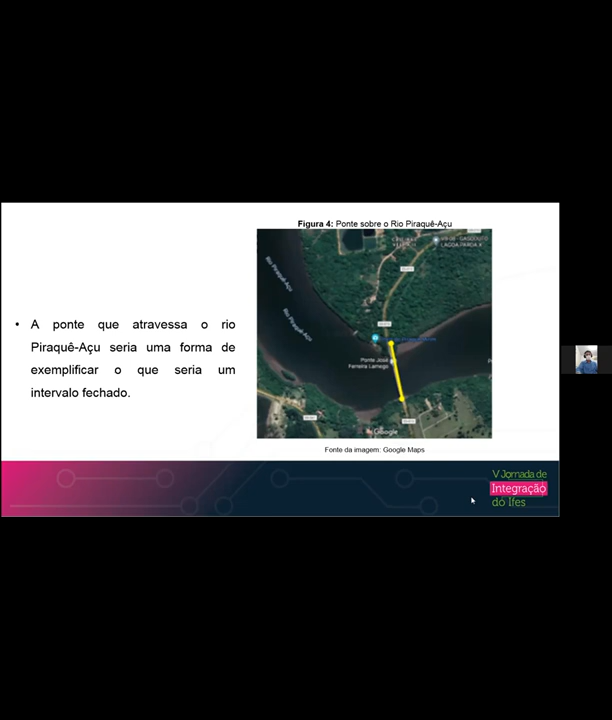 Figura 4: Ponte sobre o Rio Piraquê-Açu
Rio Piraquê-Açu
Rio Piraquê-Açu
LAGOA PARDA
Ponte José
Ferreira Lamego
Google
• A ponte que atravessa o rio
Piraquê-Açu seria uma forma de
exemplificar o que seria um
intervalo fechado.
Fonte da imagem: Google Maps
V Jornada de
Integração
do Ifes